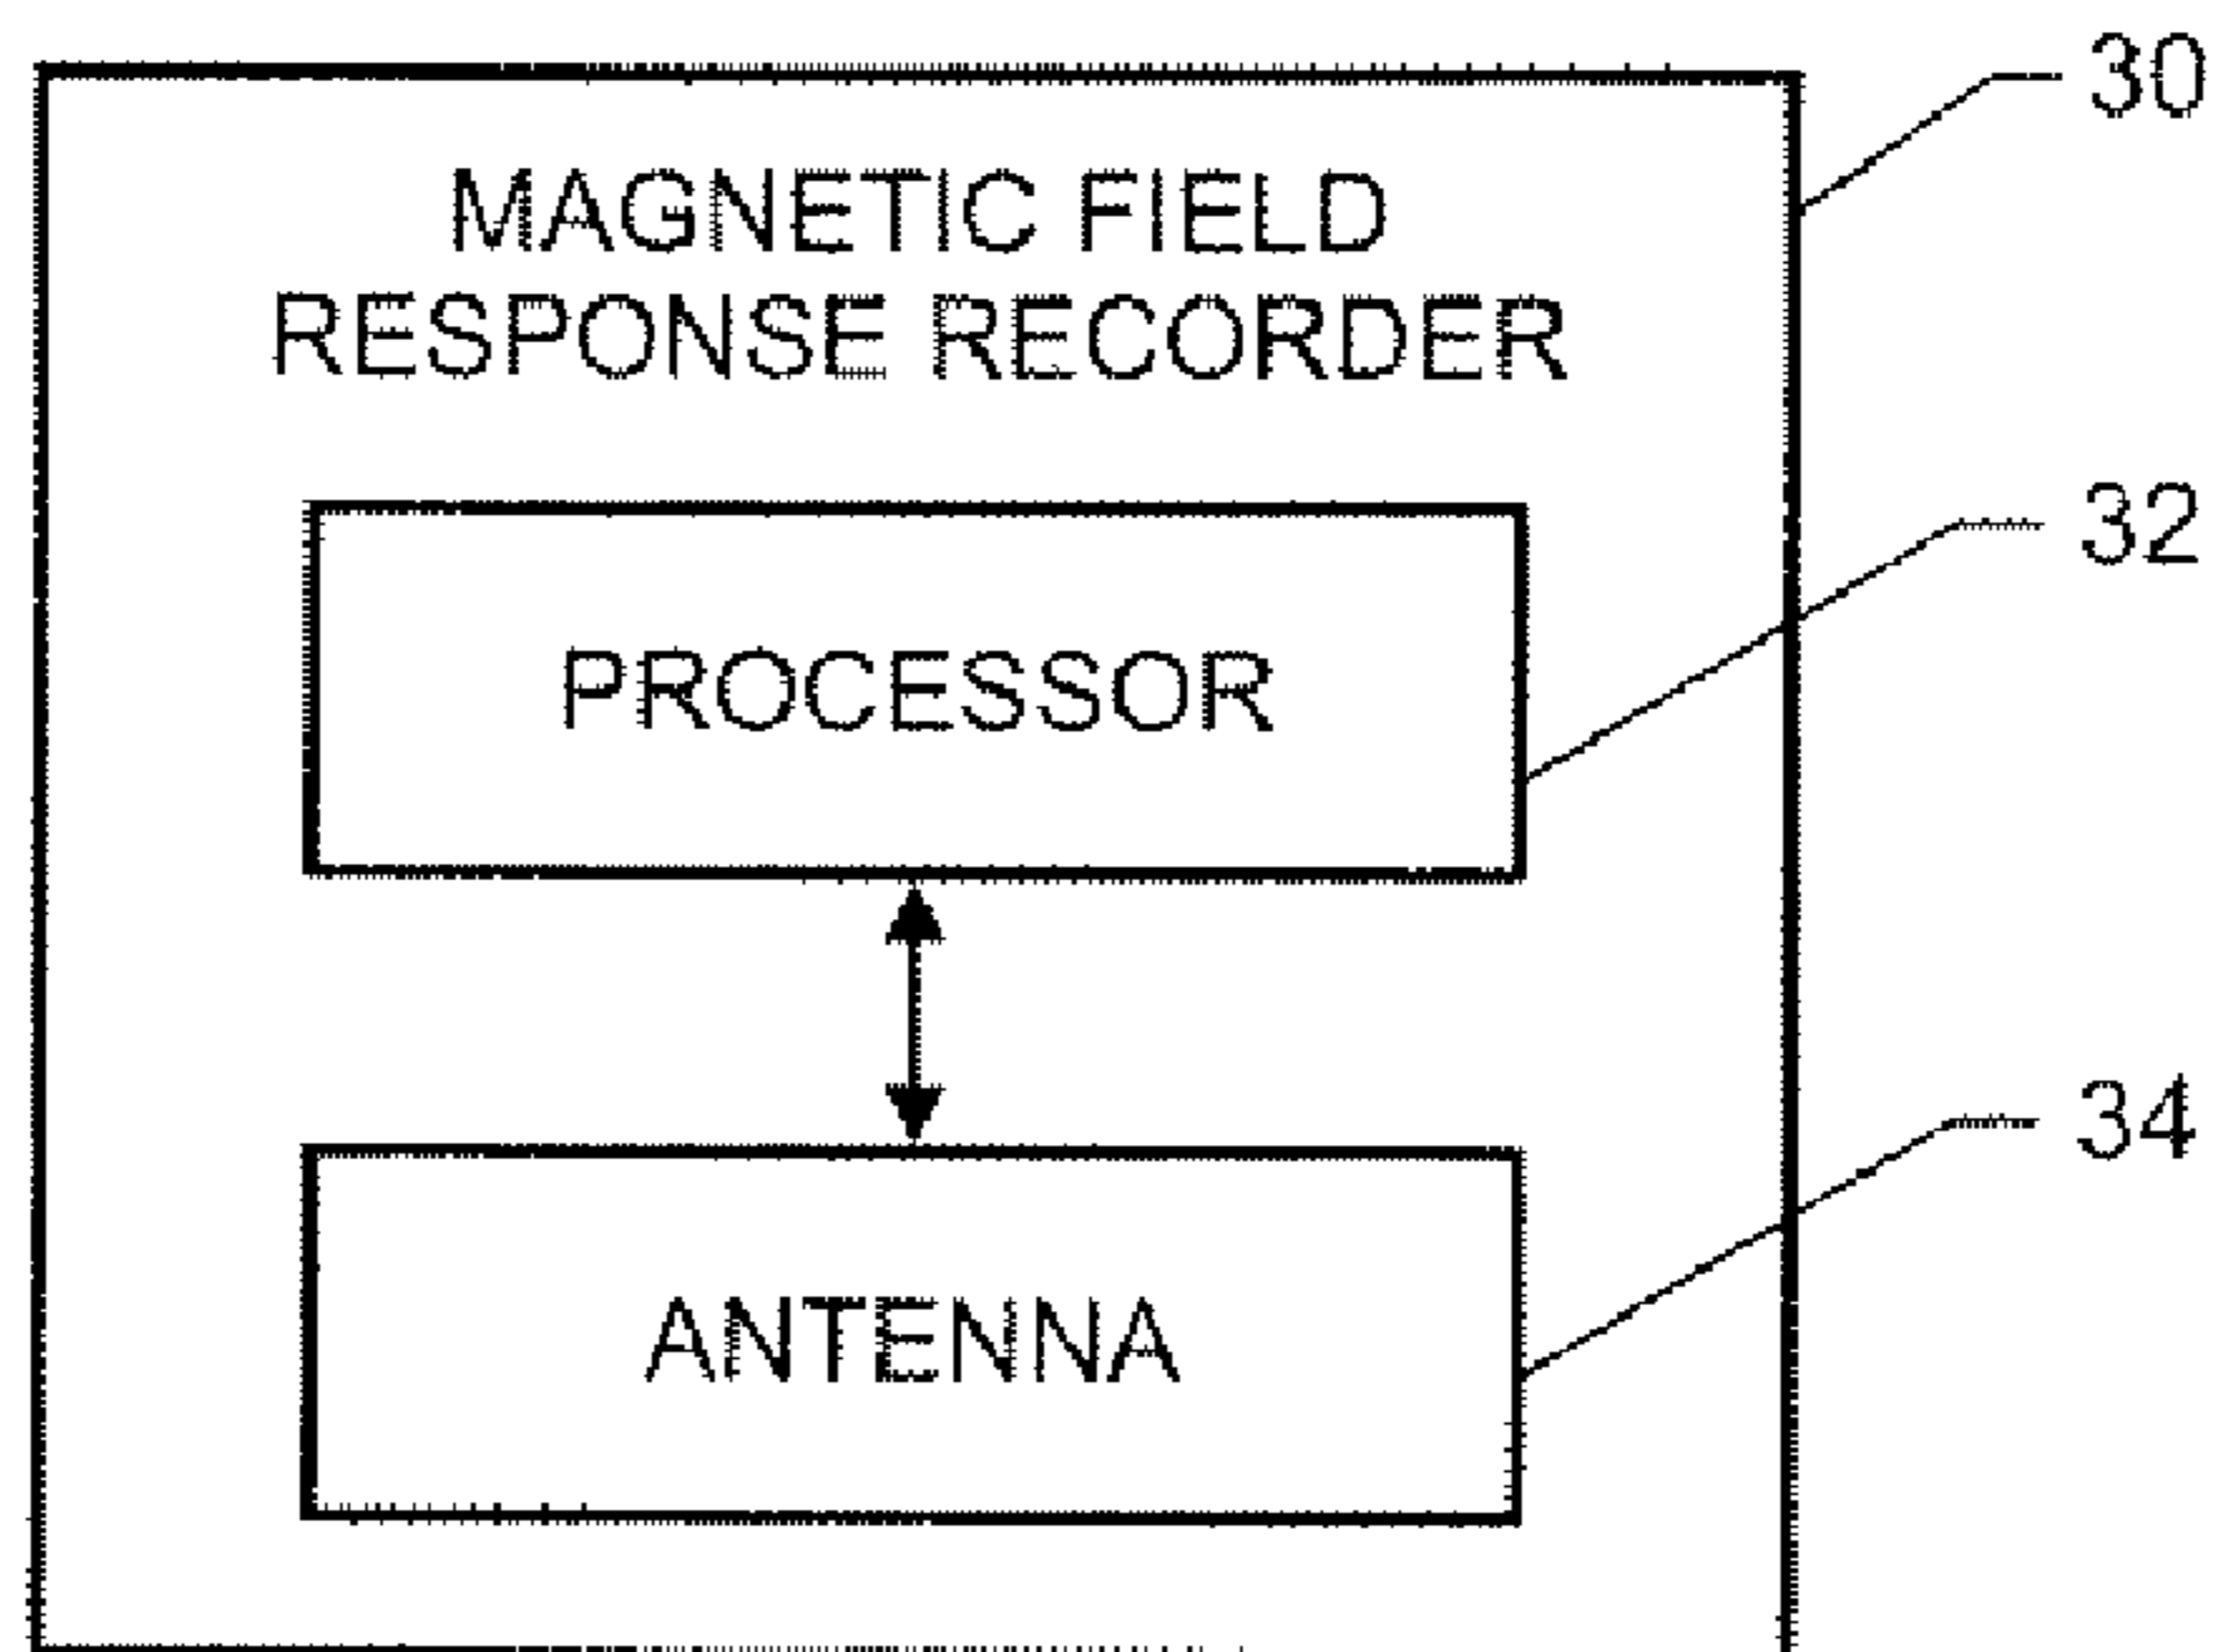 30
MAGNETIC FIELD
RESPONSE RECORDER
32
PROCESSOR
34
ANTENNA